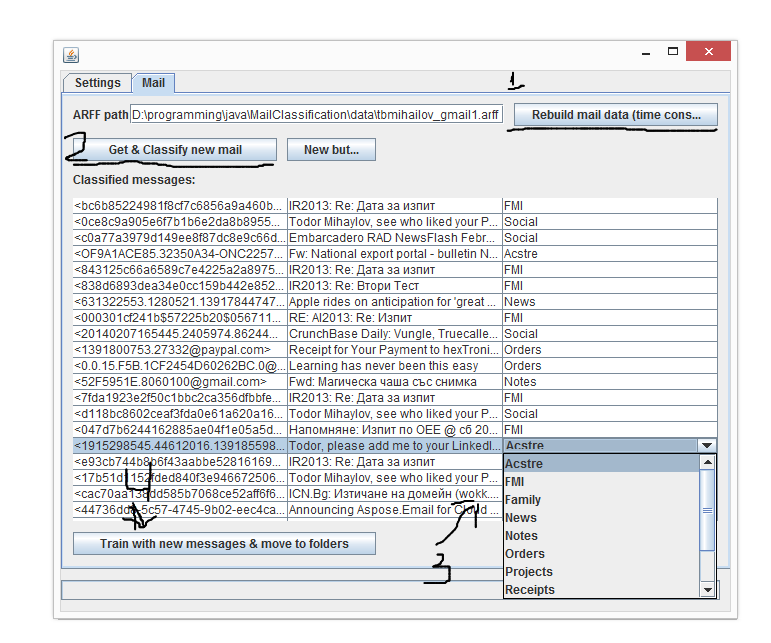 Settings Mail
1
ARFF path D:\programming\java\MailClassification\data\tbmihailov_gmail1.arff Rebuild mail data (time cons...
2 Get & Classify new mail New but...
Classified messages:
<bc6b85224981f8cf7c6856a9a460b... IR2013: Re: Дата за изпит FMI
<0ce8c9a905e6f7b1b6e2da8b8955... Todor Mihaylov, see who liked your P... Social
<c0a77a3979d149ee8f87dc8e9c66d... Embarcadero RAD NewsFlash Febr... Social
<OF9A1ACE85.32350A34-ONC2257... Fw: National export portal - bulletin N... Acstre
<843125c66a6589c7e4225a2a8975... IR2013: Re: Дата за изпит FMI
<838d6893dea34e0cc159b442e852... IR2013: Re: Втори Тест FMI
<631322553.1280521.13917844747... Apple rides on anticipation for 'great ... News
<000301cf241b$57225b20$056711... RE: AI2013: Re: Изпит FMI
<20140207165445.2405974.86244... CrunchBase Daily: Vungle, Truecalle... Social
<1391800753.27332@paypal.com> Receipt for Your Payment to hexTroni... Orders
<0.0.15.F5B.1CF2454D60262BC.0@... Learning has never been this easy Orders
<52F5951E.8060100@gmail.com> Fwd: Магическа чаша със снимка Notes
<7fda1923e2f50c1bbc2ca356dfbbfe... IR2013: Re: Дата за изпит FMI
<d118bc8602ceaf3fda0e61a620a16... Todor Mihaylov, see who liked your P... Social
<047d7b6244162885ae04f1e05a5d... Напомняне: Изпит по ОЕЕ @ сб 20... FMI
<1915298545.44612016.139185598... Todor, please add me to your LinkedI... Acstre
<e93cb744b8b6f43aabbe52816169... IR2013: Re: Дата за изпит Acstre
<17b51d1152fded840f3e946672506... Todor Mihaylov, see who liked your P... FMI
<cac70aa138dd585b7068ce52aff6f6... ICN.Bg: Изтичане на домейн (wokk... Family
<44736dd8-5c57-4745-9b02-eec4ca... Announcing Aspose.Email for Cloud ... News
4
Notes
Train with new messages & move to folders Orders
3 Projects
Receipts